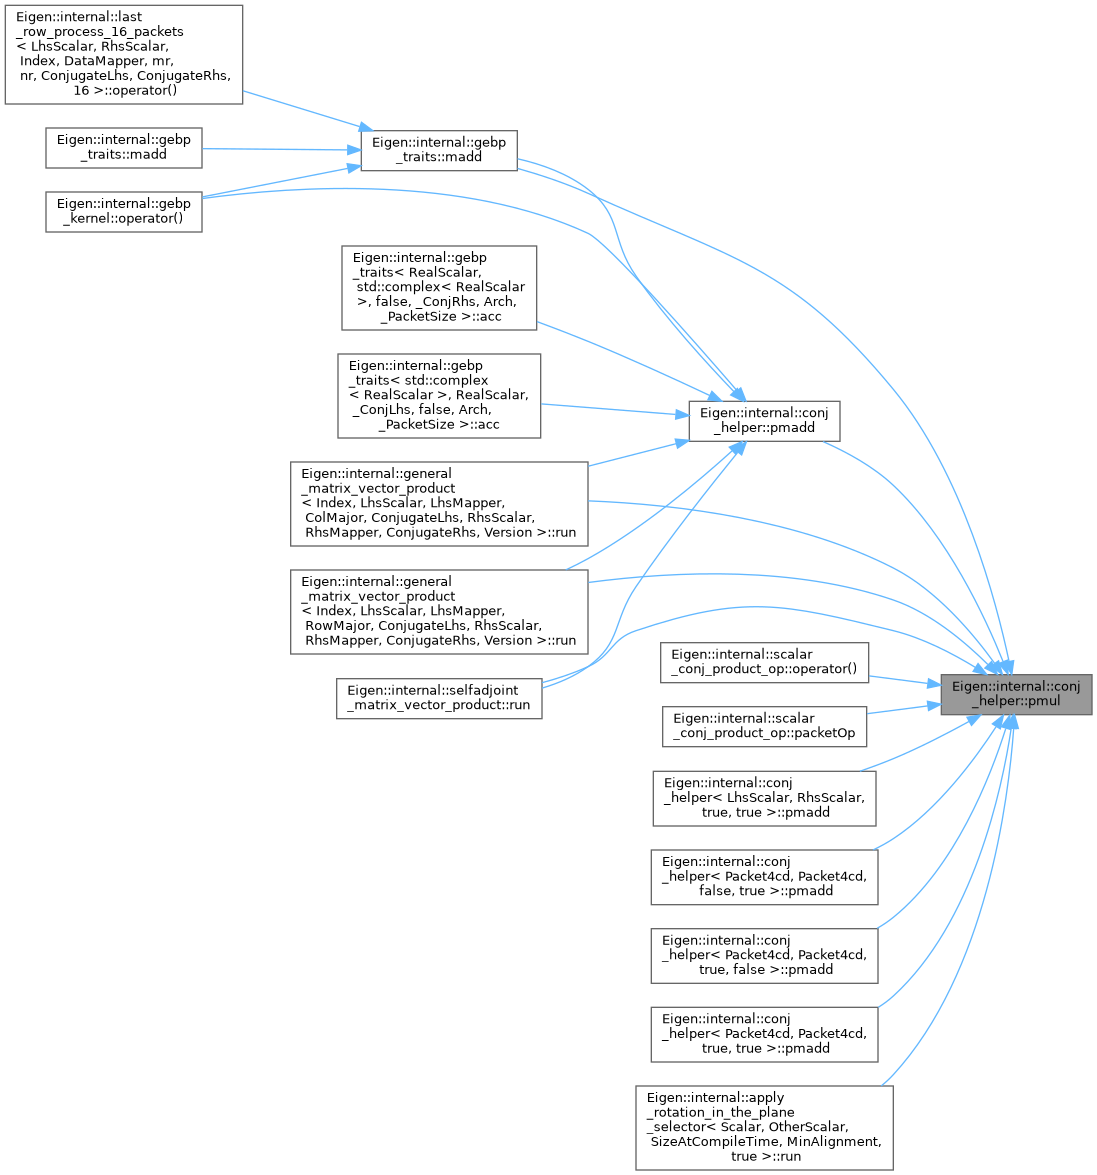 Eigen::internal::last
_row_process_16_packets
< LhsScalar, RhsScalar,
Index, DataMapper, mr,
nr, ConjugateLhs, ConjugateRhs,
16 >::operator()
Eigen::internal::gebp
_traits::madd
Eigen::internal::gebp
_kernel::operator()
Eigen::internal::gebp
_traits::madd
Eigen::internal::gebp
_traits< RealScalar,
std::complex< RealScalar
>, false, _ConjRhs, Arch,
_PacketSize >::acc
Eigen::internal::gebp
_traits< std::complex
< RealScalar >, RealScalar,
_ConjLhs, false, Arch,
_PacketSize >::acc
Eigen::internal::general
_matrix_vector_product
< Index, LhsScalar, LhsMapper,
ColMajor, ConjugateLhs, RhsScalar,
RhsMapper, ConjugateRhs, Version >::run
Eigen::internal::general
_matrix_vector_product
< Index, LhsScalar, LhsMapper,
RowMajor, ConjugateLhs, RhsScalar,
RhsMapper, ConjugateRhs, Version >::run
Eigen::internal::selfadjoint
_matrix_vector_product::run
Eigen::internal::conj
_helper::pmadd
Eigen::internal::scalar
_conj_product_op::operator()
Eigen::internal::scalar
_conj_product_op::packetOp
Eigen::internal::conj
_helper< LhsScalar, RhsScalar,
true, true >::pmadd
Eigen::internal::conj
_helper< Packet4cd, Packet4cd,
false, true >::pmadd
Eigen::internal::conj
_helper< Packet4cd, Packet4cd,
true, false >::pmadd
Eigen::internal::conj
_helper< Packet4cd, Packet4cd,
true, true >::pmadd
Eigen::internal::apply
_rotation_in_the_plane
_selector< Scalar, OtherScalar,
SizeAtCompileTime, MinAlignment,
true >::run
Eigen::internal::conj
_helper::pmul